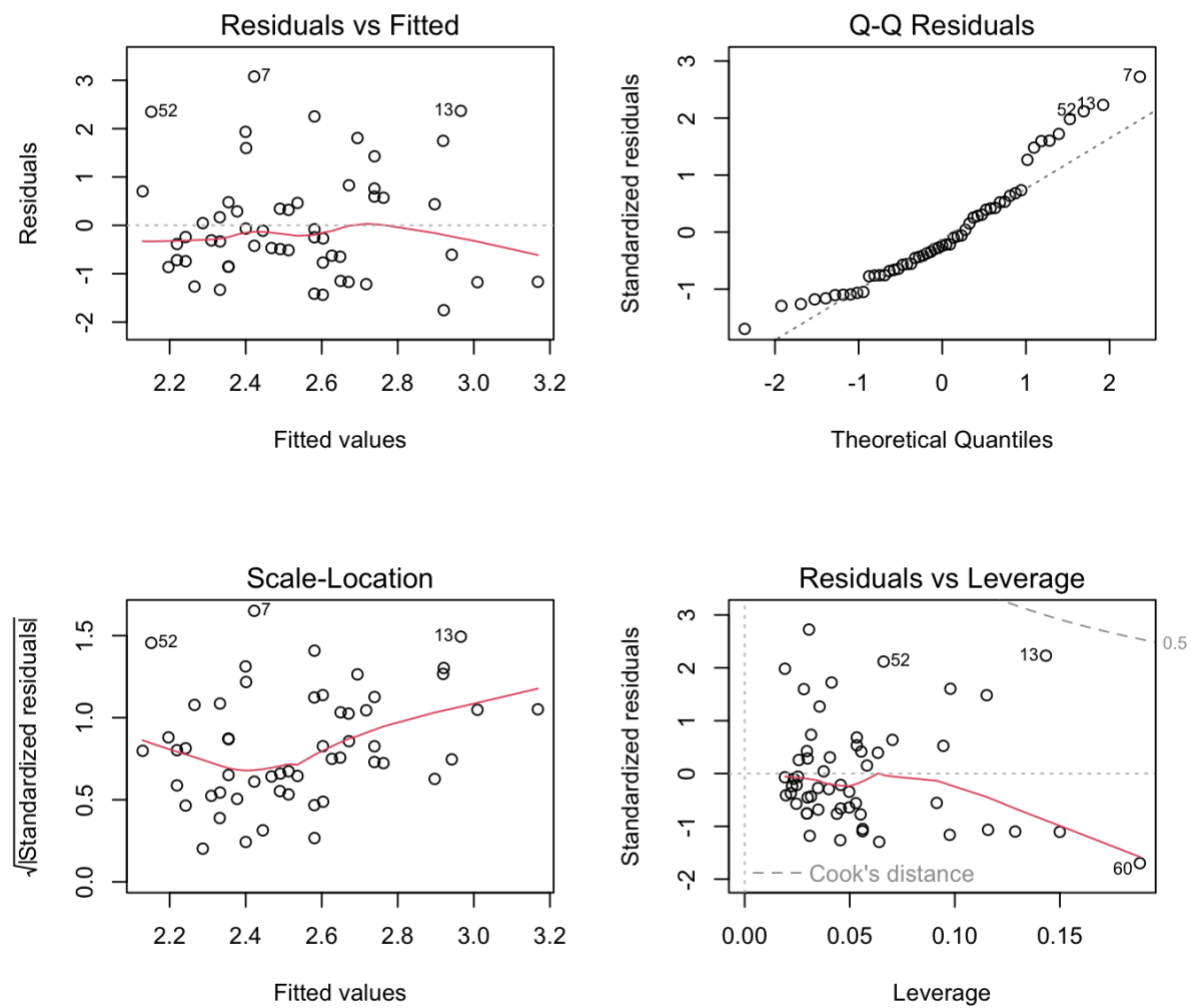 Residuals vs Fitted
Residuals
3
2
1
0
-1
-2
52
7
13
2.2 2.4 2.6 2.8 3.0 3.2
Fitted values
Q-Q Residuals
Standardized residuals
3
2
1
0
-1
7
52
13
-2 -1 0 1 2
Theoretical Quantiles
Scale-Location
√|Standardized residuals|
1.5
1.0
0.5
0.0
52
7
13
2.2 2.4 2.6 2.8 3.0 3.2
Fitted values
Residuals vs Leverage
Standardized residuals
3
2
1
0
-1
-2
52
13
60
0.5
Cook's distance
0.00 0.05 0.10 0.15
Leverage